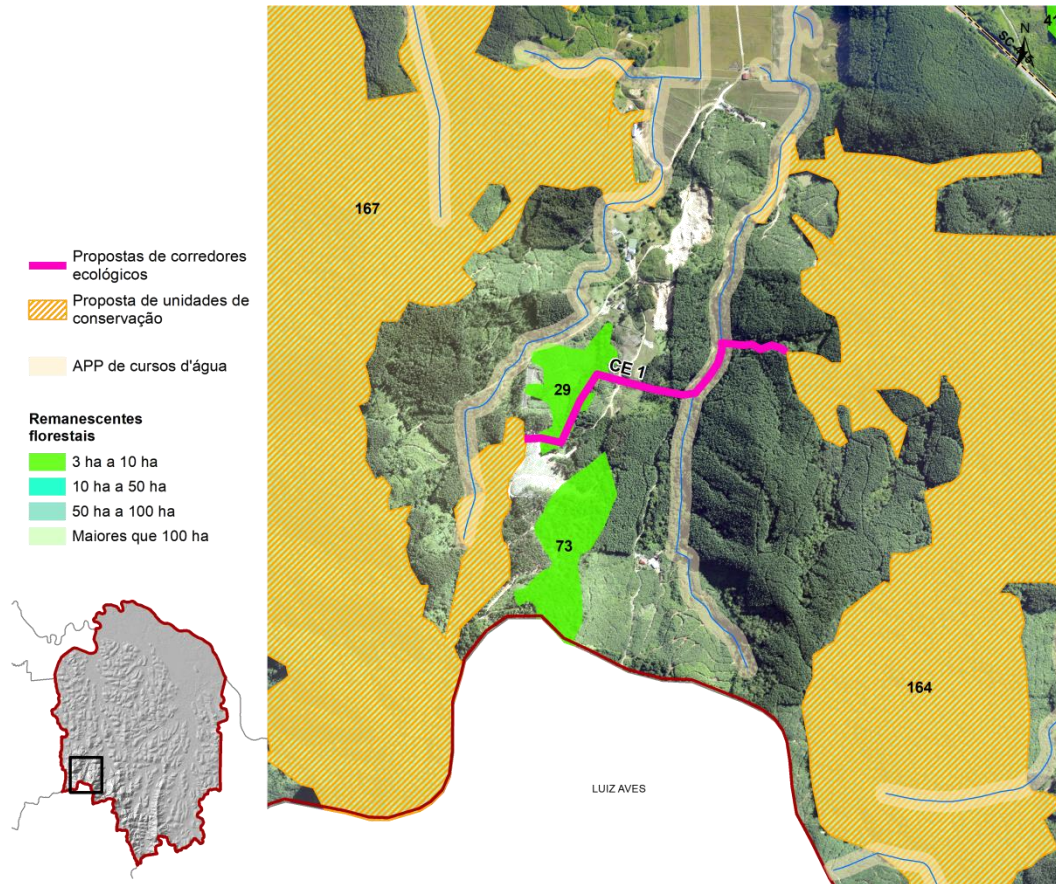 Propostas de corredores
ecológicos
Proposta de unidades de
conservação
APP de cursos d'água
Remanescentes
florestais
3 ha a 10 ha
10 ha a 50 ha
50 ha a 100 ha
Maiores que 100 ha
N
167
CE 1
29
73
164
LUIZ AVES